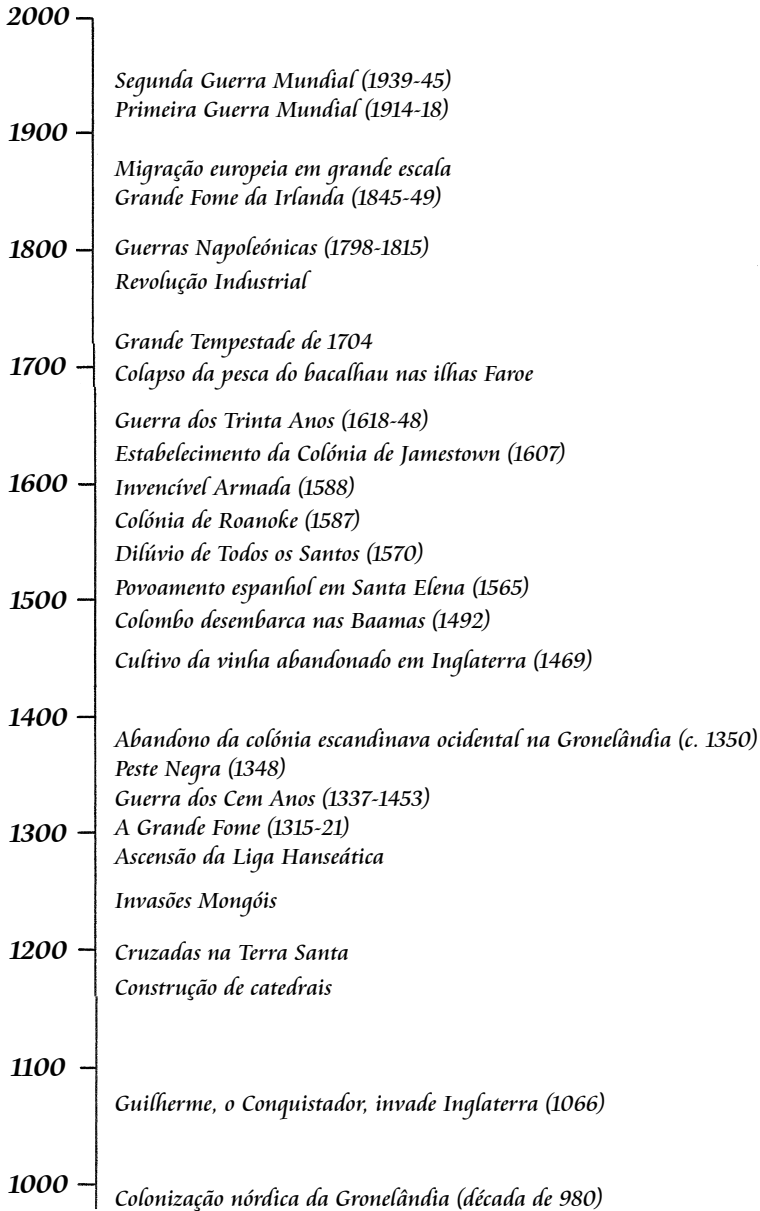 2000
Segunda Guerra Mundial (1939-45)
Primeira Guerra Mundial (1914-18)
1900
Migração europeia em grande escala
Grande Fome da Irlanda (1845-49)
1800
Guerras Napoleónicas (1798-1815)
Revolução Industrial
Grande Tempestade de 1704
1700
Colapso da pesca do bacalhau nas ilhas Faroe
Guerra dos Trinta Anos (1618-48)
Estabelecimento da Colónia de Jamestown (1607)
1600
Invencível Armada (1588)
Colónia de Roanoke (1587)
Dilúvio de Todos os Santos (1570)
Povoamento espanhol em Santa Elena (1565)
1500
Colombo desembarca nas Baamas (1492)
Cultivo da vinha abandonado em Inglaterra (1469)
1400
Abandono da colónia escandinava ocidental na Gronelândia (c. 1350)
Peste Negra (1348)
Guerra dos Cem Anos (1337-1453)
1300
A Grande Fome (1315-21)
Ascensão da Liga Hanseática
Invasões Mongóis
1200
Cruzadas na Terra Santa
Construção de catedrais
1100
Guilherme, o Conquistador, invade Inglaterra (1066)
1000
Colonização nórdica da Gronelândia (década de 980)